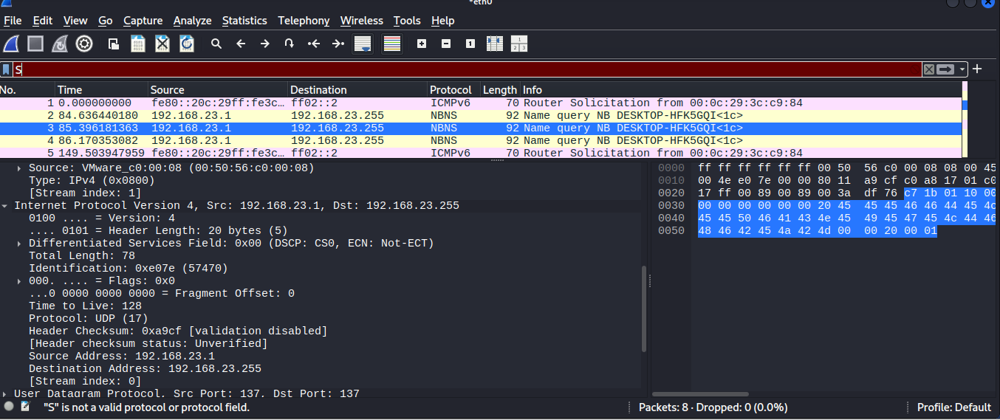 *eth0
File Edit View Go Capture Analyze Statistics Telephony Wireless Tools Help
S
No. Time Source Destination Protocol Length Info
1 0.000000000 fe80::20c:29ff:fe3c… ff02::2 ICMPv6 70 Router Solicitation from 00:0c:29:3c:c9:84
2 84.636440180 192.168.23.1 192.168.23.255 NBNS 92 Name query NB DESKTOP-HFK5GQI<1c>
3 85.396181363 192.168.23.1 192.168.23.255 NBNS 92 Name query NB DESKTOP-HFK5GQI<1c>
4 86.170353082 192.168.23.1 192.168.23.255 NBNS 92 Name query NB DESKTOP-HFK5GQI<1c>
5 149.503947959 fe80::20c:29ff:fe3c… ff02::2 ICMPv6 70 Router Solicitation from 00:0c:29:3c:c9:84
Source: VMware_c0:00:08 (00:50:56:c0:00:08)
Type: IPv4 (0x0800)
[Stream index: 1]
Internet Protocol Version 4, Src: 192.168.23.1, Dst: 192.168.23.255
0100 .... = Version: 4
.... 0101 = Header Length: 20 bytes (5)
Differentiated Services Field: 0x00 (DSCP: CS0, ECN: Not-ECT)
Total Length: 78
Identification: 0xe07e (57470)
000. .... = Flags: 0x0
...0 0000 0000 0000 = Fragment Offset: 0
Time to Live: 128
Protocol: UDP (17)
Header Checksum: 0xa9cf [validation disabled]
[Header checksum status: Unverified]
Source Address: 192.168.23.1
Destination Address: 192.168.23.255
[Stream index: 0]
User Datagram Protocol, Src Port: 137, Dst Port: 137
0000 ff ff ff ff ff ff 00 50 56 c0 00 08 08 00 45
0010 00 4e e0 7e 00 00 80 11 a9 cf c0 a8 17 01 c0
0020 17 ff 00 89 00 89 00 3a df 76 c7 1b 01 10 00
0030 00 00 00 00 00 00 20 45 45 45 46 46 44 45 4c
0040 45 45 50 46 41 43 4e 45 49 45 47 45 4c 44 46
0050 48 46 42 45 4a 42 4d 00 00 20 00 01
"S" is not a valid protocol or protocol field.
Packets: 8 · Dropped: 0 (0.0%)
Profile: Default